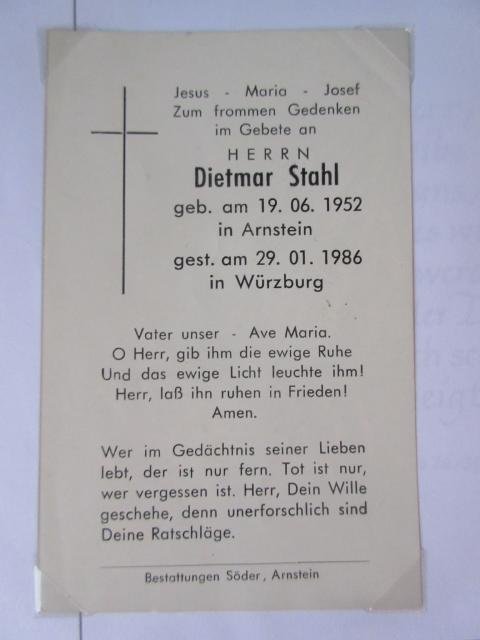 Jesus - Maria - Josef
Zum frommen Gedenken
im Gebete an
HERRN
Dietmar Stahl
geb. am 19. 06. 1952
in Arnstein
gest. am 29. 01. 1986
in Würzburg
Vater unser - Ave Maria.
O Herr, gib ihm die ewige Ruhe
Und das ewige Licht leuchte ihm!
Herr, laß ihn ruhen in Frieden!
Amen.
Wer im Gedächtnis seiner Lieben
lebt, der ist nur fern. Tot ist nur,
wer vergessen ist. Herr, Dein Wille
geschehe, denn unerforschlich sind
Deine Ratschläge.
Bestattungen Söder, Arnstein